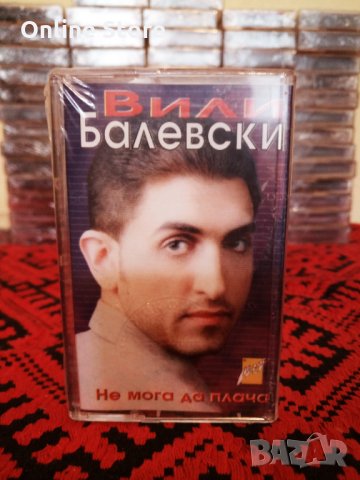 Online Store
Вили
Балевски
Не мога да плача
BAZAR